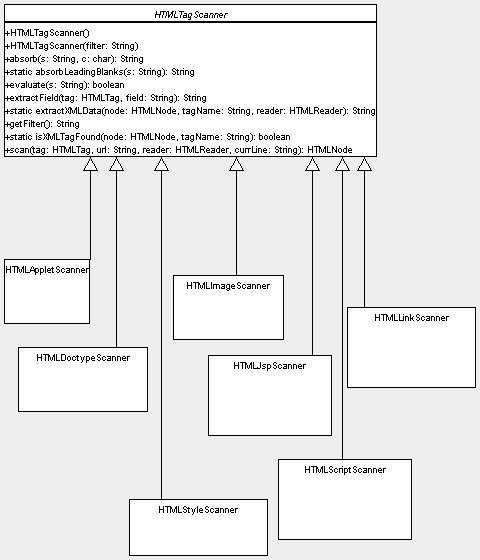 HTMLTagScanner
+HTMLTagScanner()
+HTMLTagScanner(filter: String)
+absorb(s: String, c: char): String
+static absorbLeadingBlanks(s: String): String
+evaluate(s: String): boolean
+extractField(tag: HTMLTag, field: String): String
+static extractXMLData(node: HTMLNode, tagName: String, reader: HTMLReader): String
+getFilter(): String
+static isXMLTagFound(node: HTMLNode, tagName: String): boolean
+scan(tag: HTMLTag, url: String, reader: HTMLReader, currLine: String): HTMLNode
HTMLAppletScanner
HTMLImageScanner
HTMLLinkScanner
HTMLDoctypeScanner
HTMLJspScanner
HTMLScriptScanner
HTMLStyleScanner